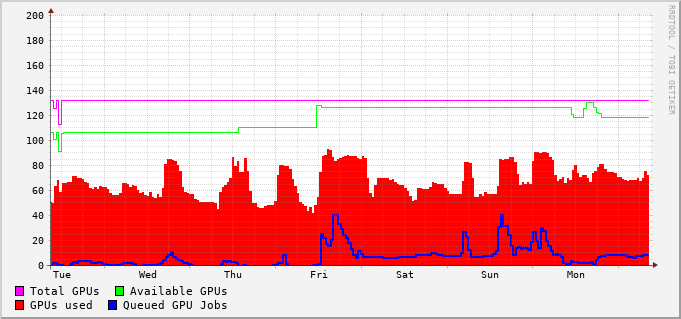 200
180
160
140
120
100
80
60
40
20
0
Tue Wed Thu Fri Sat Sun Mon
Total GPUs Available GPUs
GPUs used Queued GPU Jobs
RRDTOOL / TOBI OETIKER